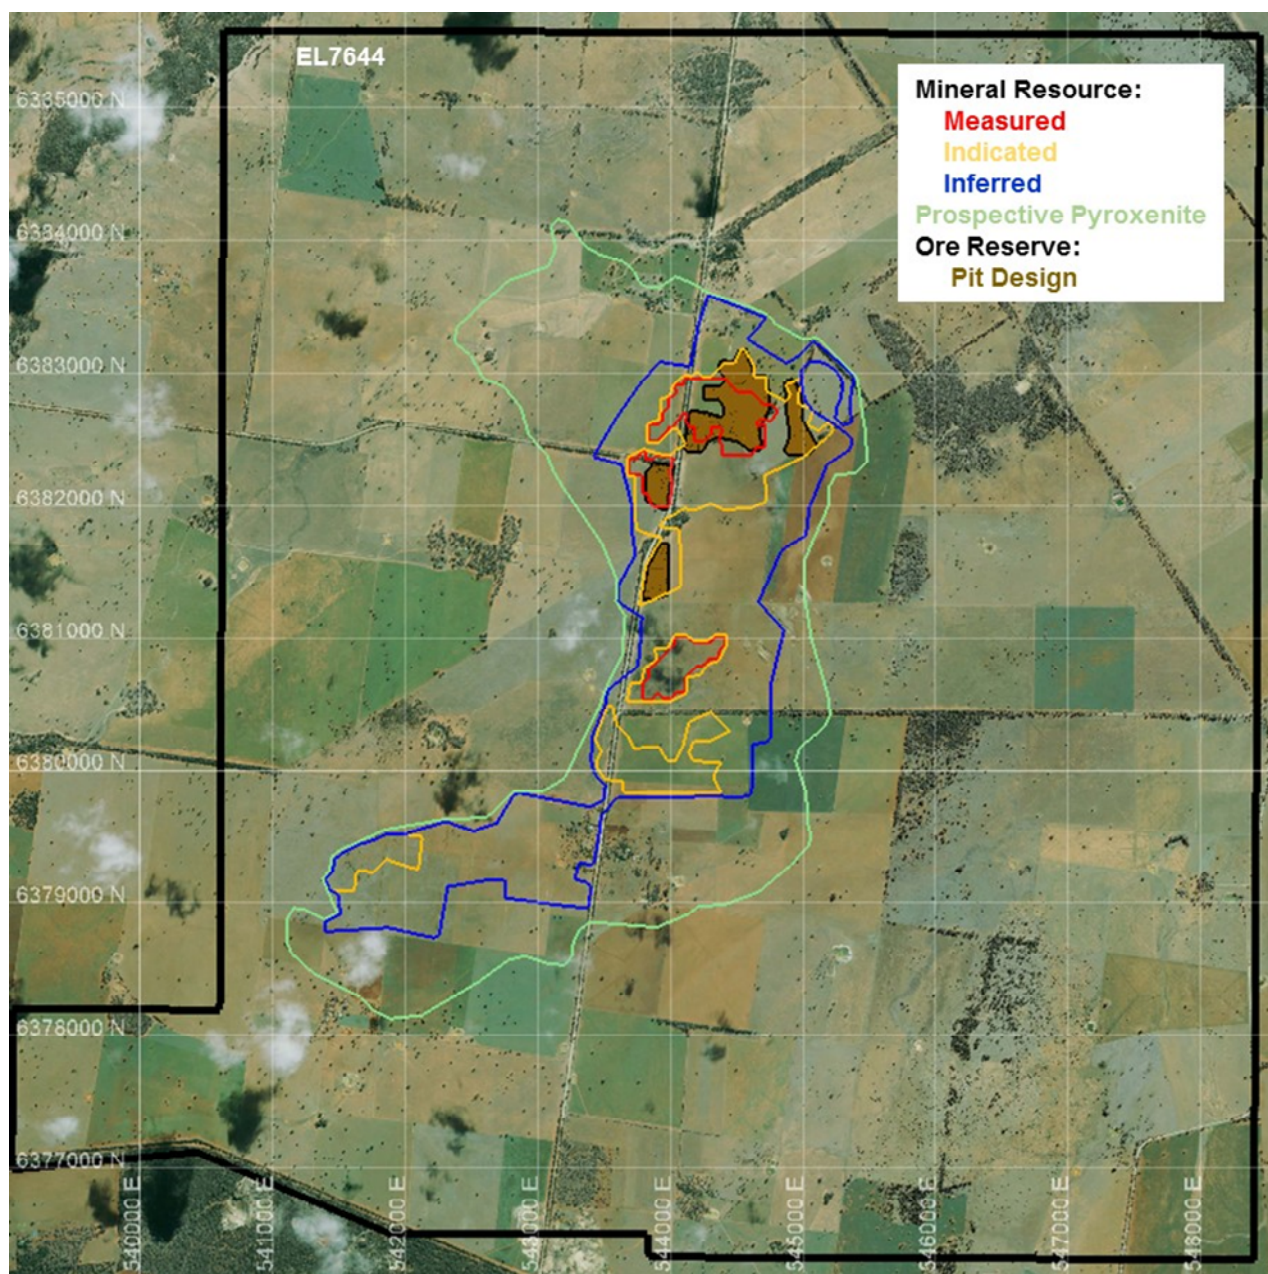 EL7644
Mineral Resource:
Measured
Indicated
Inferred
Prospective Pyroxenite
Ore Reserve:
Pit Design
6385000 N
6384000 N
6383000 N
6382000 N
6381000 N
6380000 N
6379000 N
6378000 N
6377000 N
540000 E
541000 E
542000 E
543000 E
544000 E
545000 E
546000 E
547000 E
548000 E